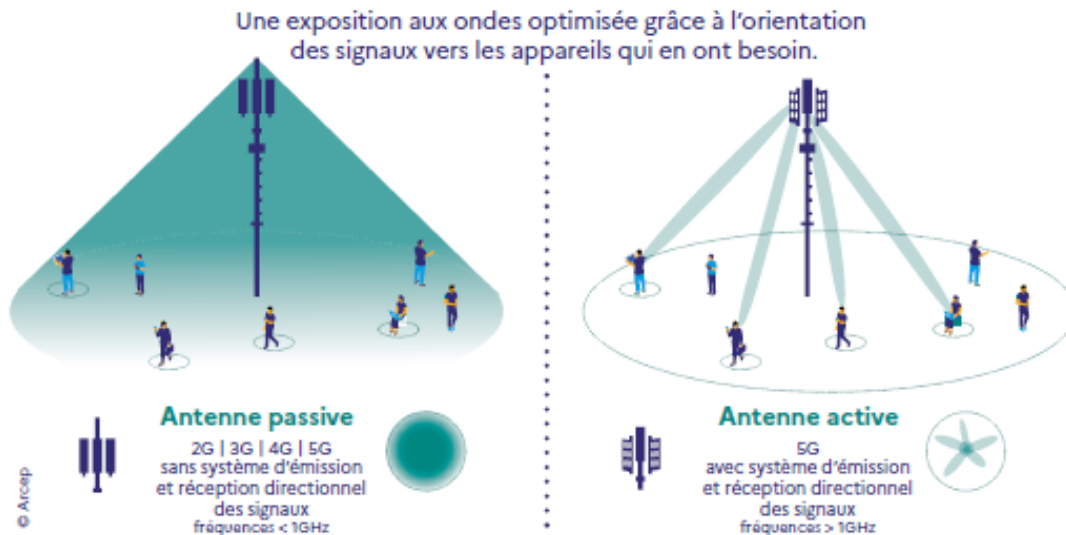 Une exposition aux ondes optimisée grâce à l'orientation
des signaux vers les appareils qui en ont besoin.
Antenne passive
2G | 3G | 4G | 5G
sans système d'émission
et réception directionnel
des signaux
fréquences < 1GHz
Antenne active
5G
avec système d'émission
et réception directionnel
des signaux
fréquences > 1GHz
© Arcep